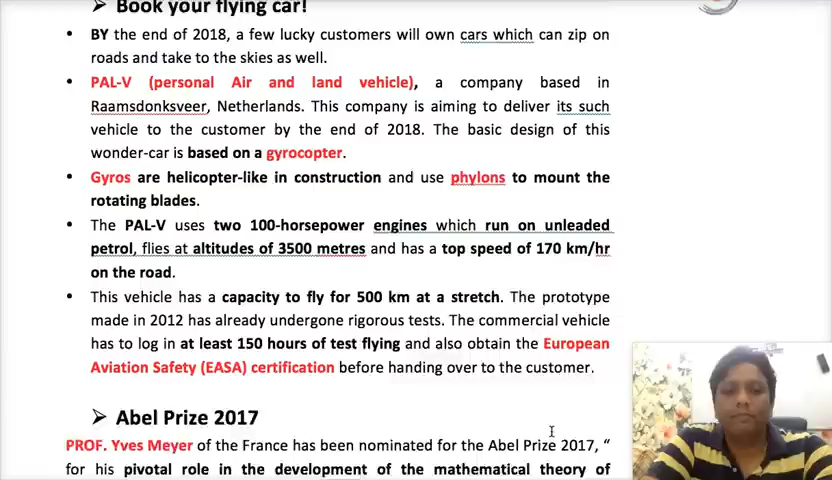 ➤ Book your flying car!
• BY the end of 2018, a few lucky customers will own cars which can zip on
roads and take to the skies as well.
• PAL-V (personal Air and land vehicle), a company based in
Raamsdonksveer, Netherlands. This company is aiming to deliver its such
vehicle to the customer by the end of 2018. The basic design of this
wonder-car is based on a gyrocopter.
• Gyros are helicopter-like in construction and use phylons to mount the
rotating blades.
• The PAL-V uses two 100-horsepower engines which run on unleaded
petrol, flies at altitudes of 3500 metres and has a top speed of 170 km/hr
on the road.
• This vehicle has a capacity to fly for 500 km at a stretch. The prototype
made in 2012 has already undergone rigorous tests. The commercial vehicle
has to log in at least 150 hours of test flying and also obtain the European
Aviation Safety (EASA) certification before handing over to the customer.
➤ Abel Prize 2017
PROF. Yves Meyer of the France has been nominated for the Abel Prize 2017, “
for his pivotal role in the development of the mathematical theory of